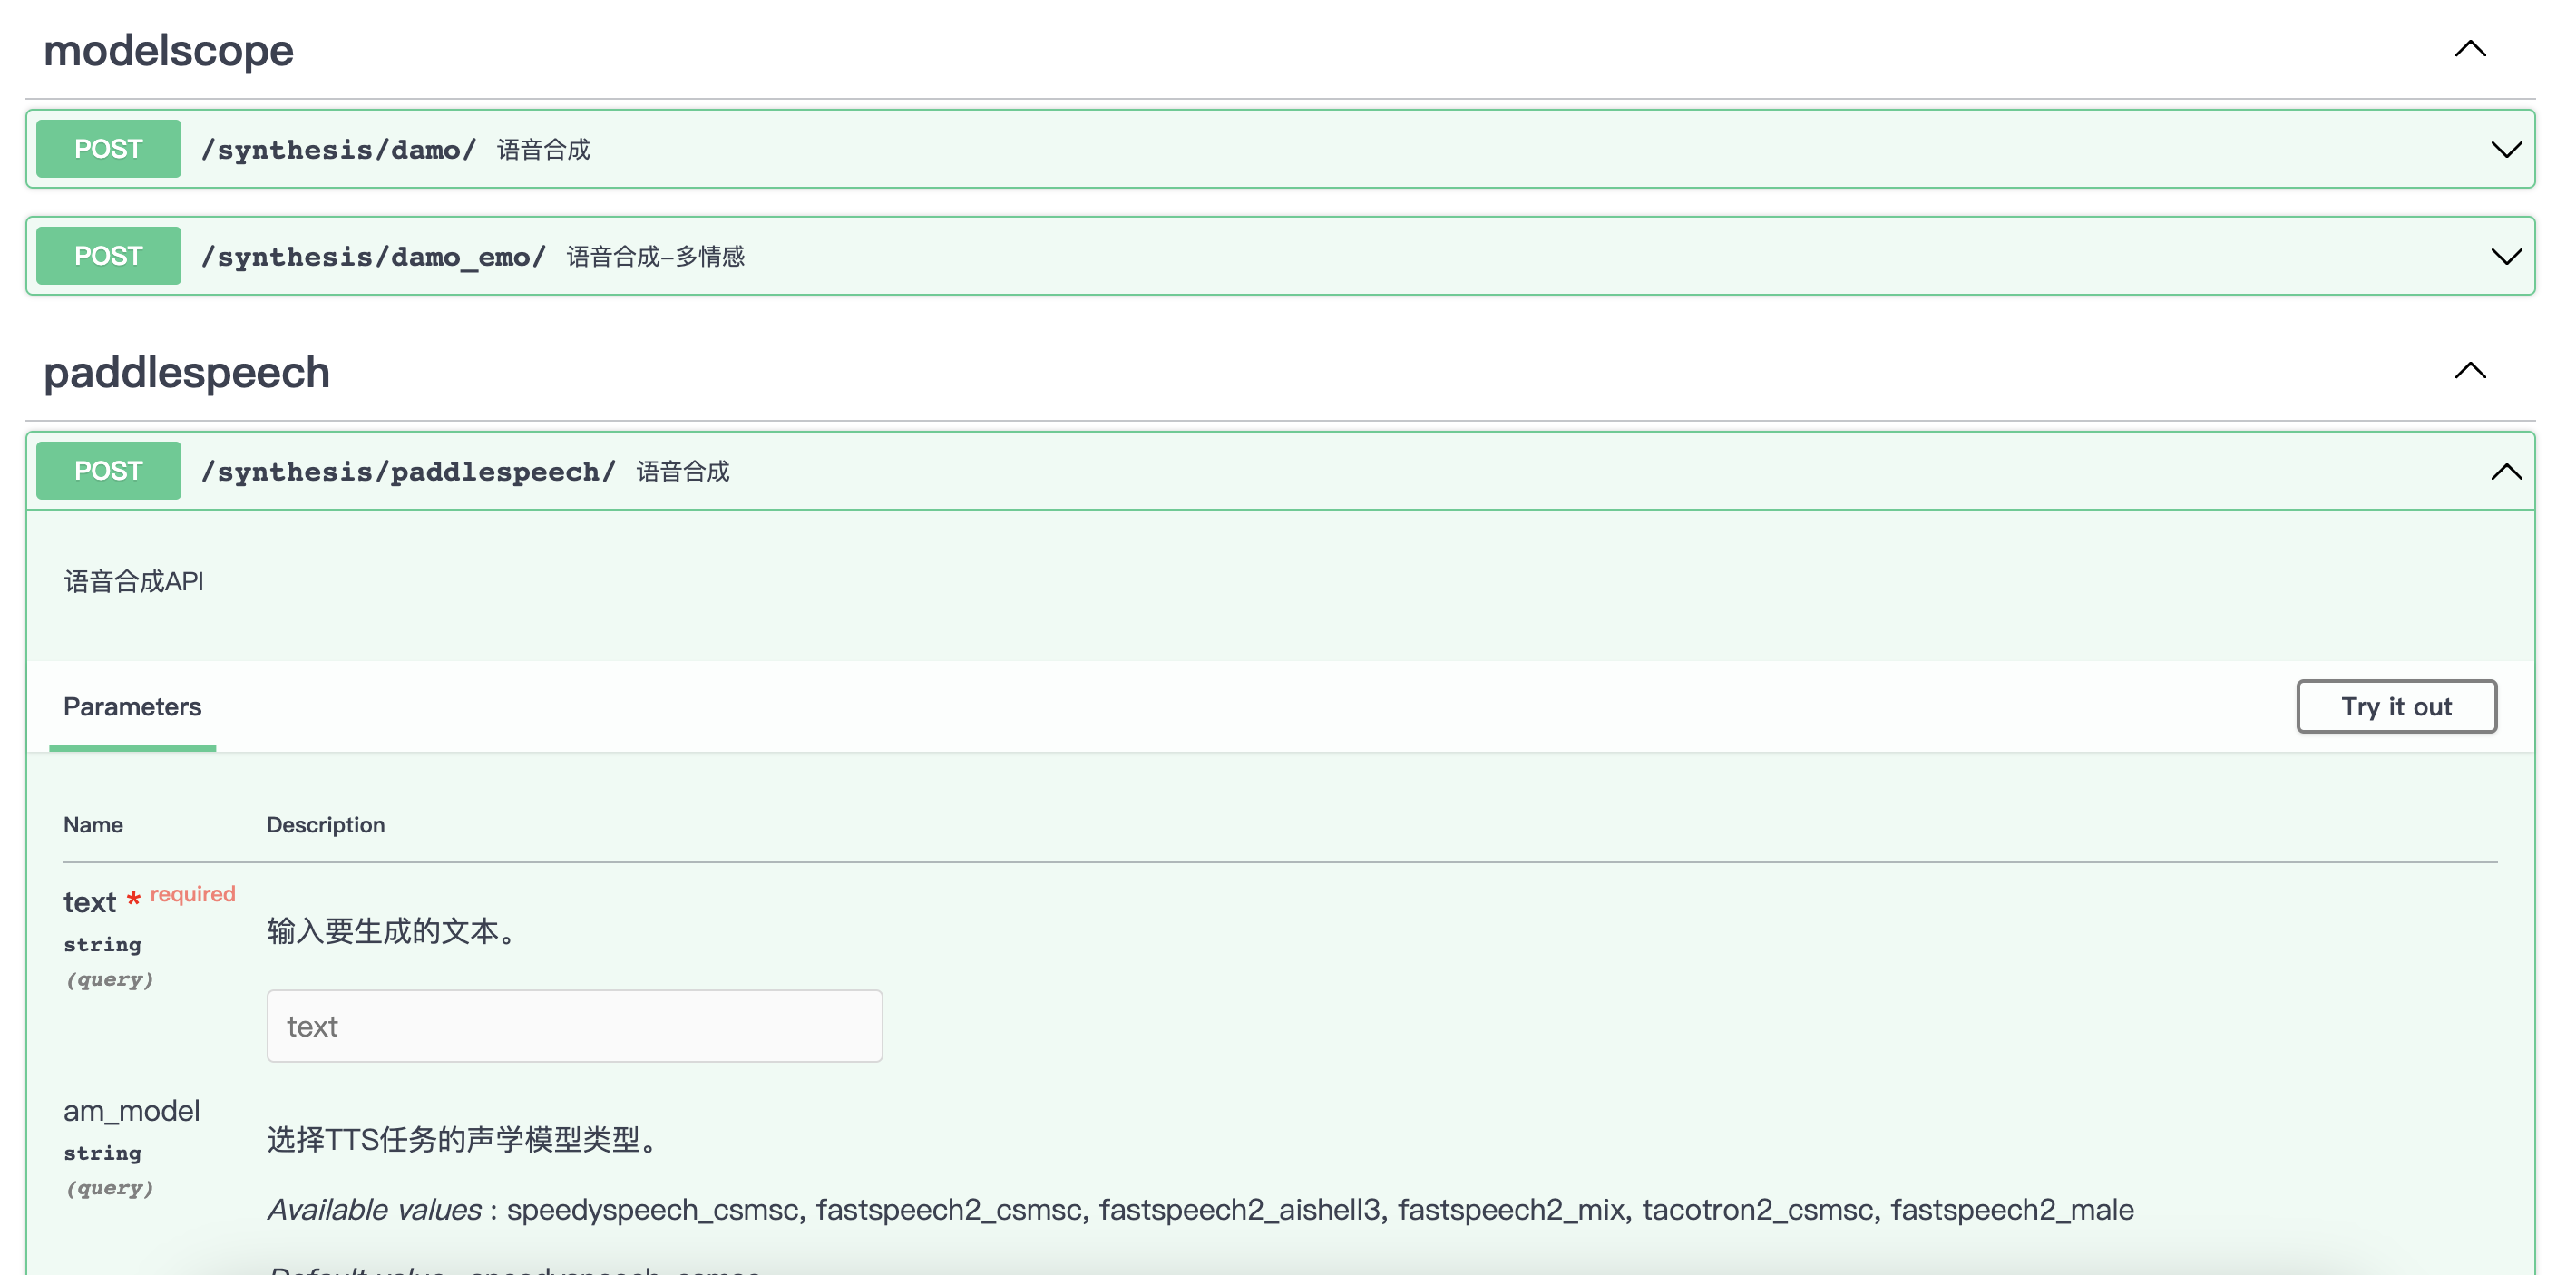 modelscope
POST /synthesis/damo/ 语音合成
POST /synthesis/damo_emo/ 语音合成-多情感
paddlespeech
POST /synthesis/paddlespeech/ 语音合成
语音合成API
Parameters
Try it out
Name Description
text * required
string
(query)
输入要生成的文本。
text
am_model
string
(query)
选择TTS任务的声学模型类型。
Available values : speedyspeech_csmsc, fastspeech2_csmsc, fastspeech2_aishell3, fastspeech2_mix, tacotron2_csmsc, fastspeech2_male
Default value : speedyspeech_csmsc